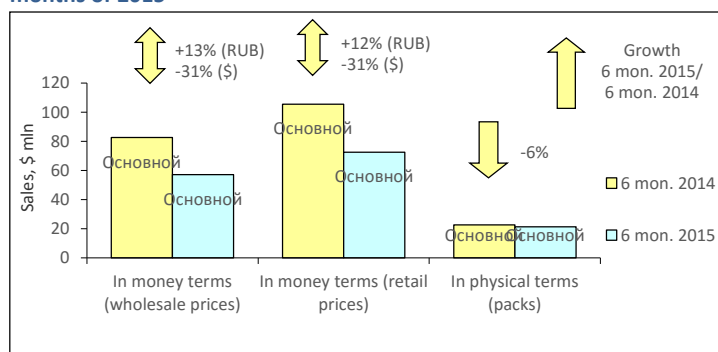 months of 2015
+13% (RUB)
-31% ($)
+12% (RUB)
-31% ($)
Growth
6 mon. 2015/
6 mon. 2014
-6%
Sales, $ mln
120
100
80
60
40
20
0
Основной
Основной
Основной
Основной
Основной
Основной
6 mon. 2014
6 mon. 2015
In money terms
(wholesale prices)
In money terms (retail
prices)
In physical terms
(packs)